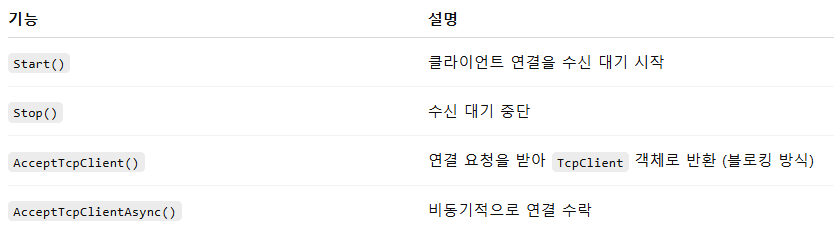 기능 설명
Start() 클라이언트 연결을 수신 대기 시작
Stop() 수신 대기 중단
AcceptTcpClient() 연결 요청을 받아 TcpClient 객체로 반환 (블로킹 방식)
AcceptTcpClientAsync() 비동기적으로 연결 수락